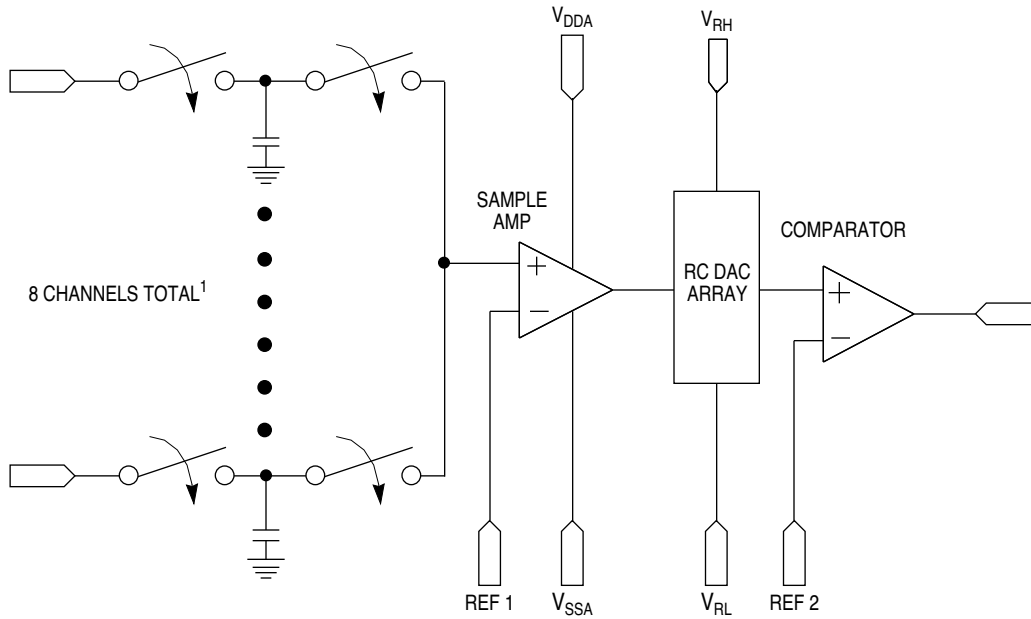 V_DDA
V_RH
SAMPLE
AMP
COMPARATOR
8 CHANNELS TOTAL¹
RC DAC
ARRAY
+
−
+
−
REF 1
V_SSA
V_RL
REF 2